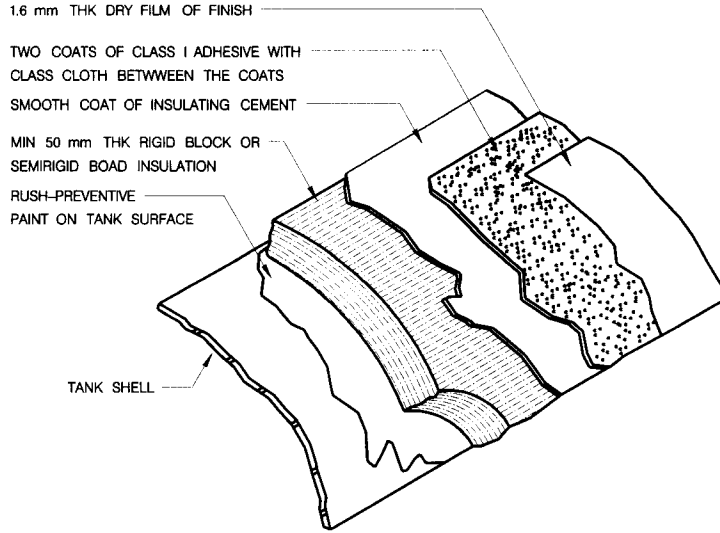 1.6 mm THK DRY FILM OF FINISH
TWO COATS OF CLASS I ADHESIVE WITH
CLASS CLOTH BETWWEEN THE COATS
SMOOTH COAT OF INSULATING CEMENT
MIN 50 mm THK RIGID BLOCK OR
SEMIRIGID BOAD INSULATION
RUSH-PREVENTIVE
PAINT ON TANK SURFACE
TANK SHELL